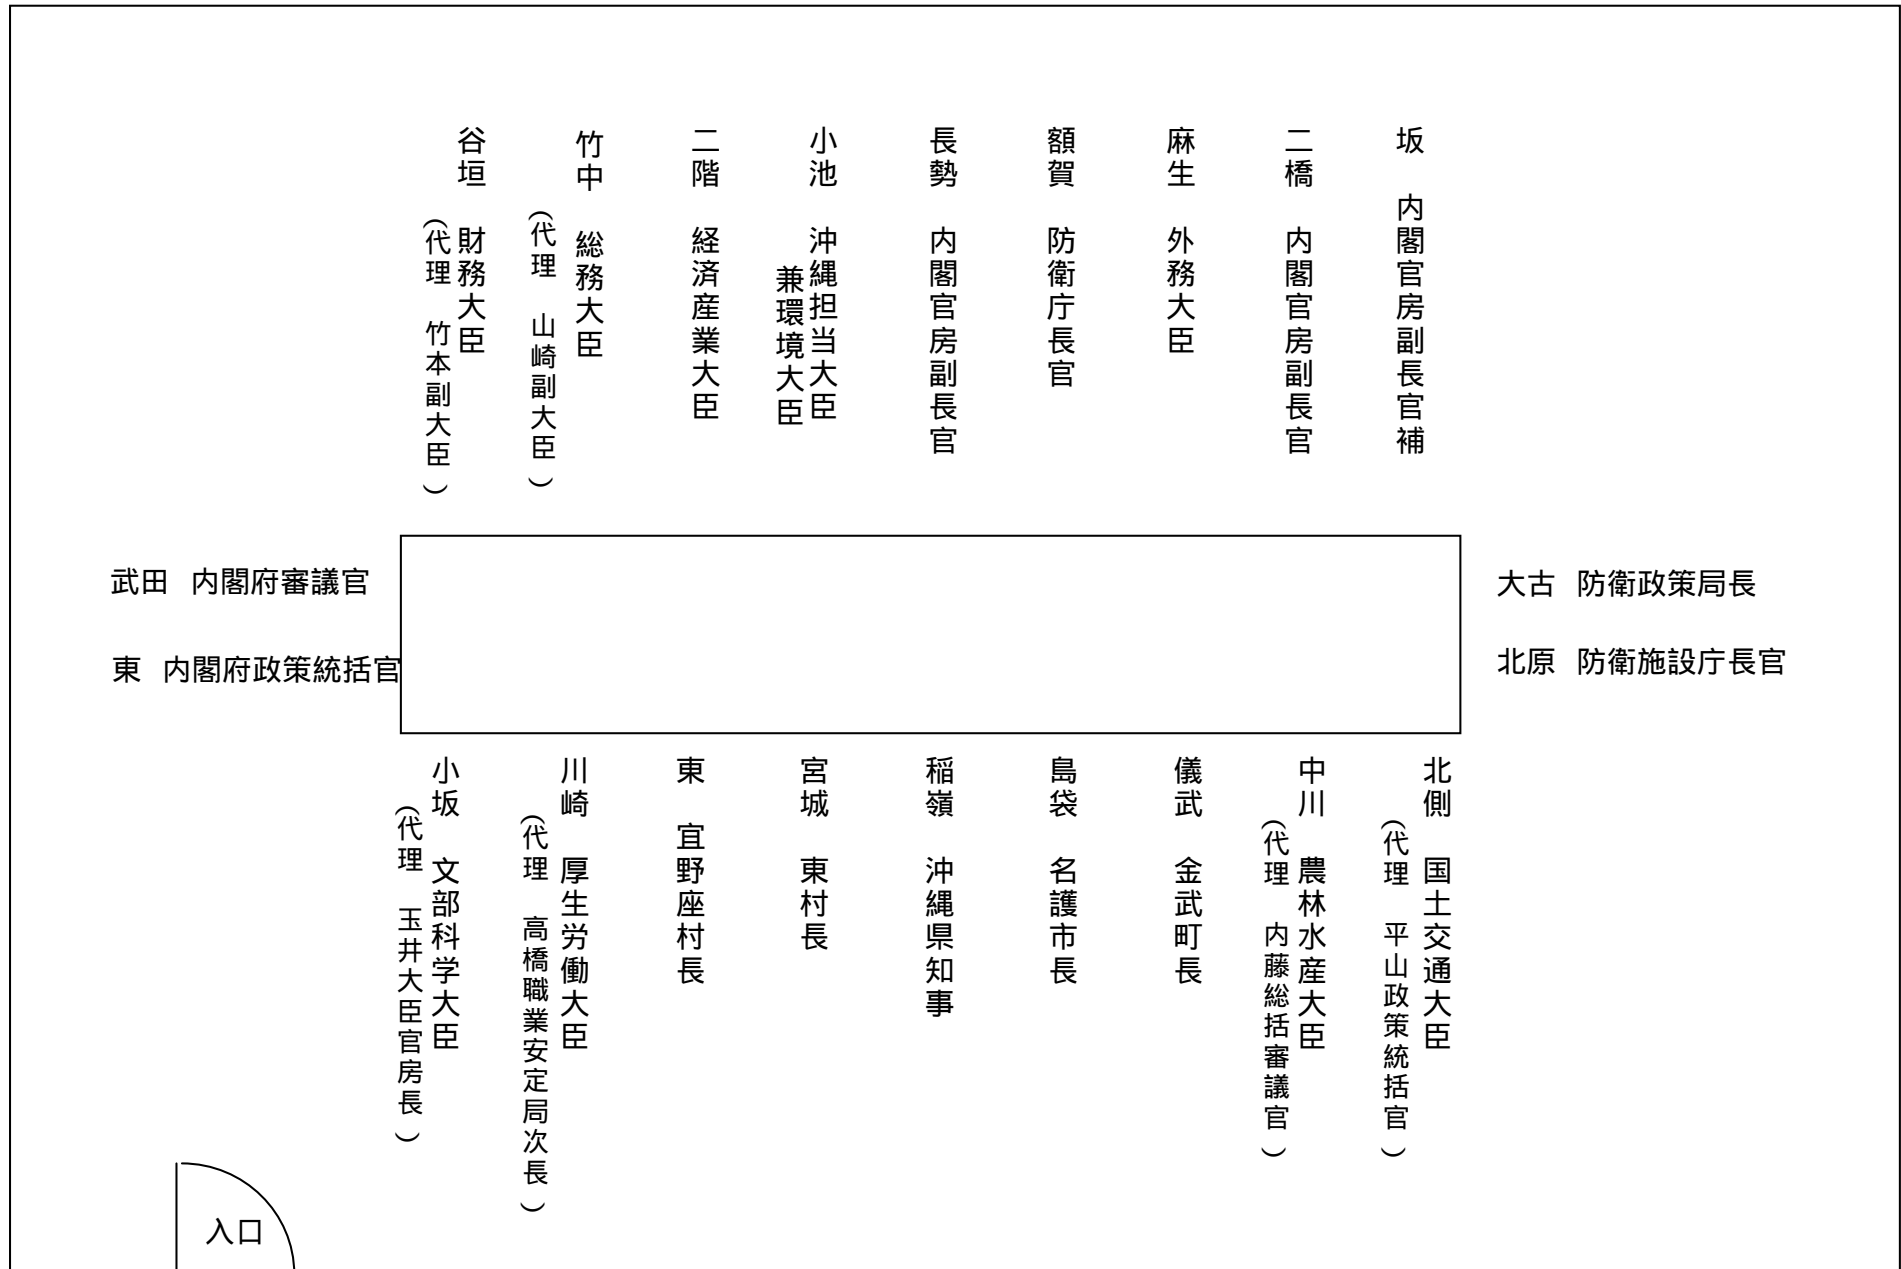 坂 内閣官房副長官補
二橋 内閣官房副長官
麻生 外務大臣
額賀 防衛庁長官
長勢 内閣官房副長官
小池 沖縄担当大臣
兼環境大臣
二階 経済産業大臣
竹中 総務大臣
(代理 山崎副大臣)
谷垣 財務大臣
(代理 竹本副大臣)
武田 内閣府審議官
東 内閣府政策統括官
大古 防衛政策局長
北原 防衛施設庁長官
北側 国土交通大臣
(代理 平山政策統括官)
中川 農林水産大臣
(代理 内藤総括審議官)
儀武 金武町長
島袋 名護市長
稲嶺 沖縄県知事
宮城 東村長
東 宜野座村長
川崎 厚生労働大臣
(代理 高橋職業安定局次長)
小坂 文部科学大臣
(代理 玉井大臣官房長)
入口